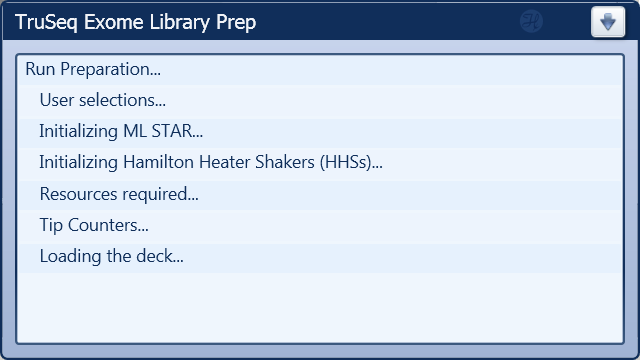 TruSeq Exome Library Prep
Run Preparation...
User selections...
Initializing ML STAR...
Initializing Hamilton Heater Shakers (HHSs)...
Resources required...
Tip Counters...
Loading the deck...